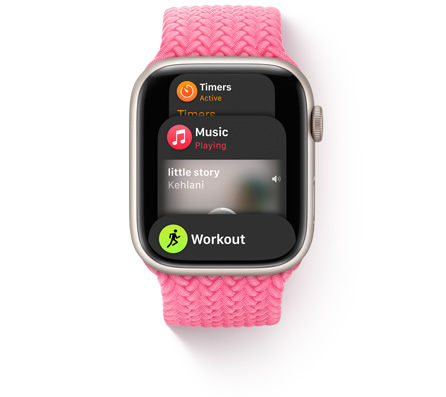 Timers
Active
Timers
Music
Playing
little story
Kehlani
Workout